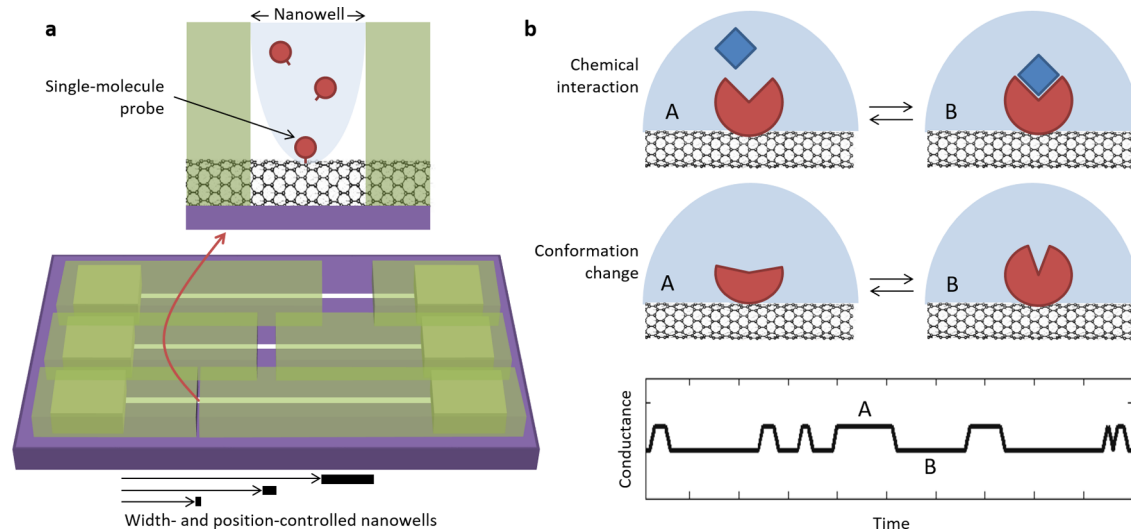 a
Nanowell
Single-molecule
probe
Width- and position-controlled nanowells
b
Chemical
interaction
A
B
Conformation
change
A
B
A
B
Conductance
Time